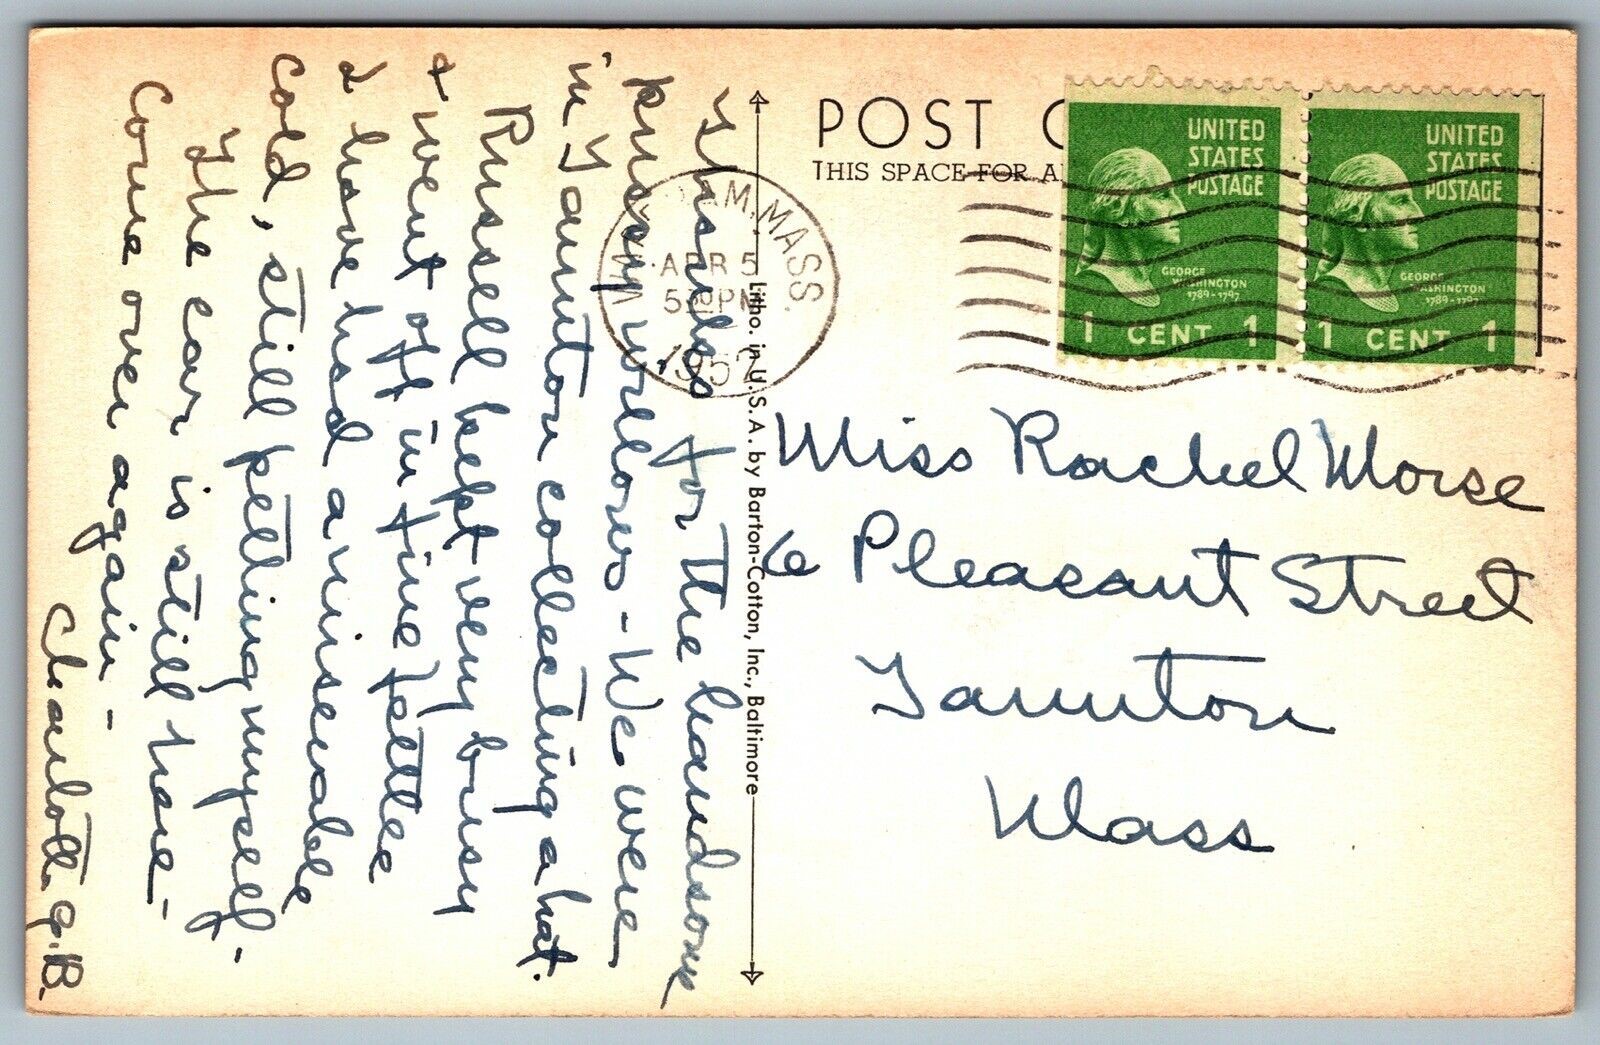 POST C
THIS SPACE FOR A
UNITED
STATES
POSTAGE
GEORGE
WASHINGTON
1789-1797
1 CENT 1
UNITED
STATES
POSTAGE
GEORGE
WASHINGTON
1789-1797
1 CENT 1
AM. MASS.
APR 5
5 PM
1952
Litho. in U.S.A. by Barton-Cotton, Inc., Baltimore
for the handsome
pussy willows - We were
in Taunton collecting a hat.
Russell kept very busy
& went off in fine fettle
I have had a miserable
cold, still petting myself -
The car is still here -
Come over again -
Charlotte G.B.
Miss Rachel Morse
6 Pleasant Street
Taunton
Mass